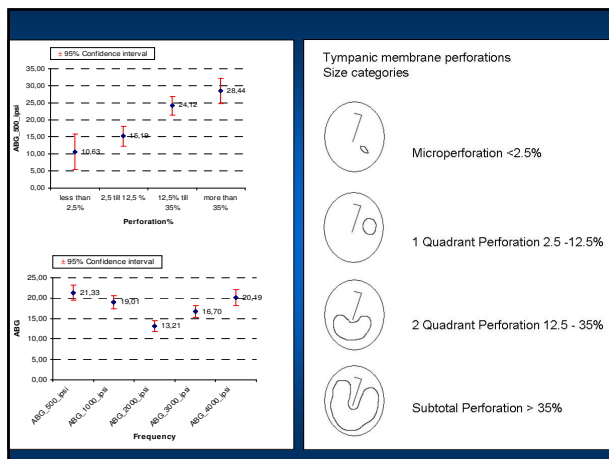 ± 95% Confidence interval
ABG_500_ipsi
35,00
30,00
25,00
20,00
15,00
10,00
5,00
0,00
10,63
15,19
24,12
28,44
less than 2,5%
2,5 till 12,5 %
12,5% till 35%
more than 35%
Perforation%
± 95% Confidence interval
ABG
25,00
20,00
15,00
10,00
5,00
0,00
21,33
19,01
13,21
16,70
20,19
ABG_500_ipsi
ABG_1000_ipsi
ABG_2000_ipsi
ABG_3000_ipsi
ABG_4000_ipsi
Frequency
Tympanic membrane perforations
Size categories
Microperforation <2.5%
1 Quadrant Perforation 2.5 -12.5%
2 Quadrant Perforation 12.5 - 35%
Subtotal Perforation > 35%